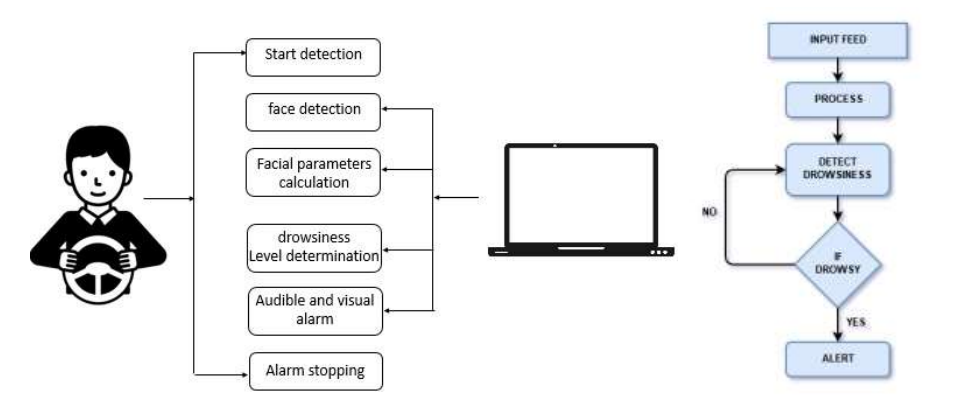 Start detection
face detection
Facial parameters
calculation
drowsiness
Level determination
Audible and visual
alarm
Alarm stopping
INPUT FEED
PROCESS
DETECT
DROWSINESS
NO
IF
DROWSY
YES
ALERT